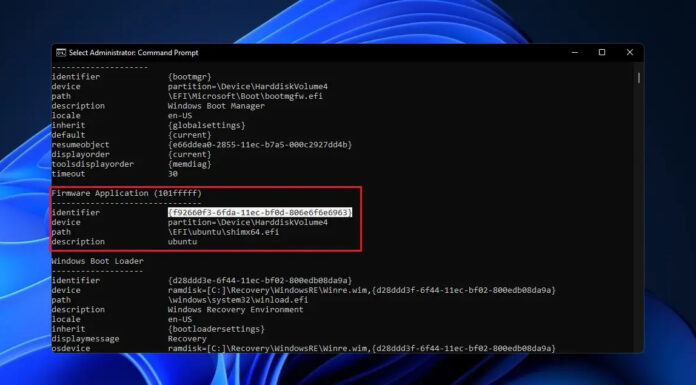 Select Administrator: Command Prompt
--------------------
identifier {bootmgr}
device partition=\Device\HarddiskVolume4
path \EFI\Microsoft\Boot\bootmgfw.efi
description Windows Boot Manager
locale en-US
inherit {globalsettings}
default {current}
resumeobject {e66ddea0-2855-11ec-b7a5-000c2927dd4b}
displayorder {current}
toolsdisplayorder {memdiag}
timeout 30
Firmware Application (101fffff)
-------------------------------
identifier {f92660f3-6fda-11ec-bf0d-806e6f6e6963}
device partition=\Device\HarddiskVolume4
path \EFI\ubuntu\shimx64.efi
description ubuntu
Windows Boot Loader
-------------------
identifier {d28ddd3e-6f44-11ec-bf02-800edb08da9a}
device ramdisk=[C:]\Recovery\WindowsRE\Winre.wim,{d28ddd3f-6f44-11ec-bf02-800edb08da9a}
path \windows\system32\winload.efi
description Windows Recovery Environment
locale en-US
inherit {bootloadersettings}
displaymessage Recovery
osdevice ramdisk=[C:]\Recovery\WindowsRE\Winre.wim,{d28ddd3f-6f44-11ec-bf02-800edb08da9a}